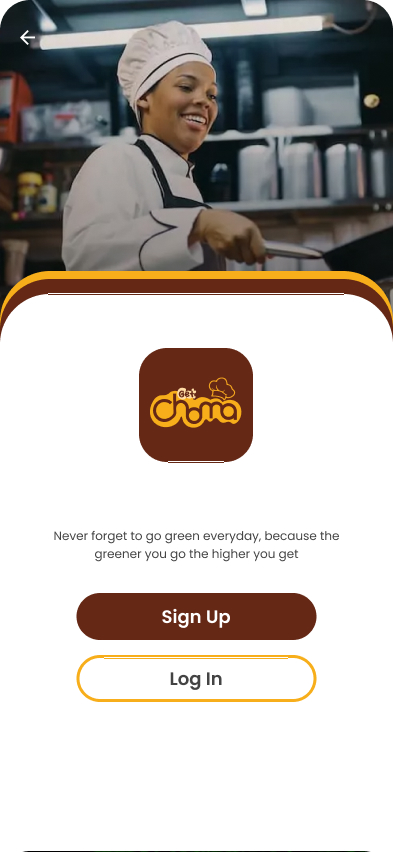 Get
Choma
Never forget to go green everyday, because the
greener you go the higher you get
Sign Up
Log In